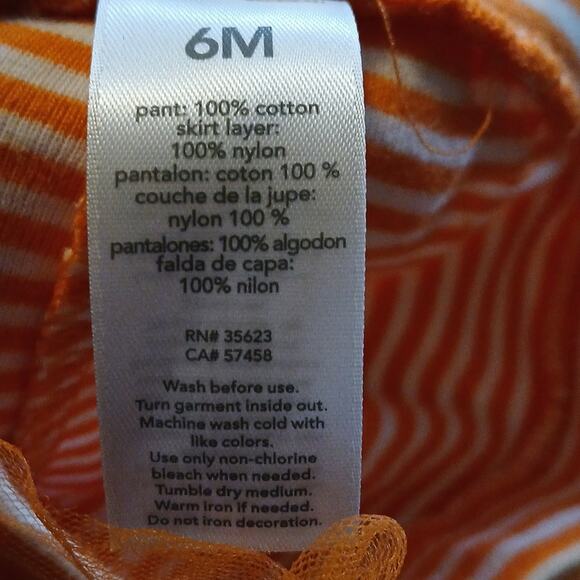 6M
pant: 100% cotton
skirt layer:
100% nylon
pantalon: coton 100 %
couche de la jupe:
nylon 100 %
pantalones: 100% algodon
falda de capa:
100% nilon
RN# 35623
CA# 57458
Wash before use.
Turn garment inside out.
Machine wash cold with
like colors.
Use only non-chlorine
bleach when needed.
Tumble dry medium.
Warm iron if needed.
Do not iron decoration.